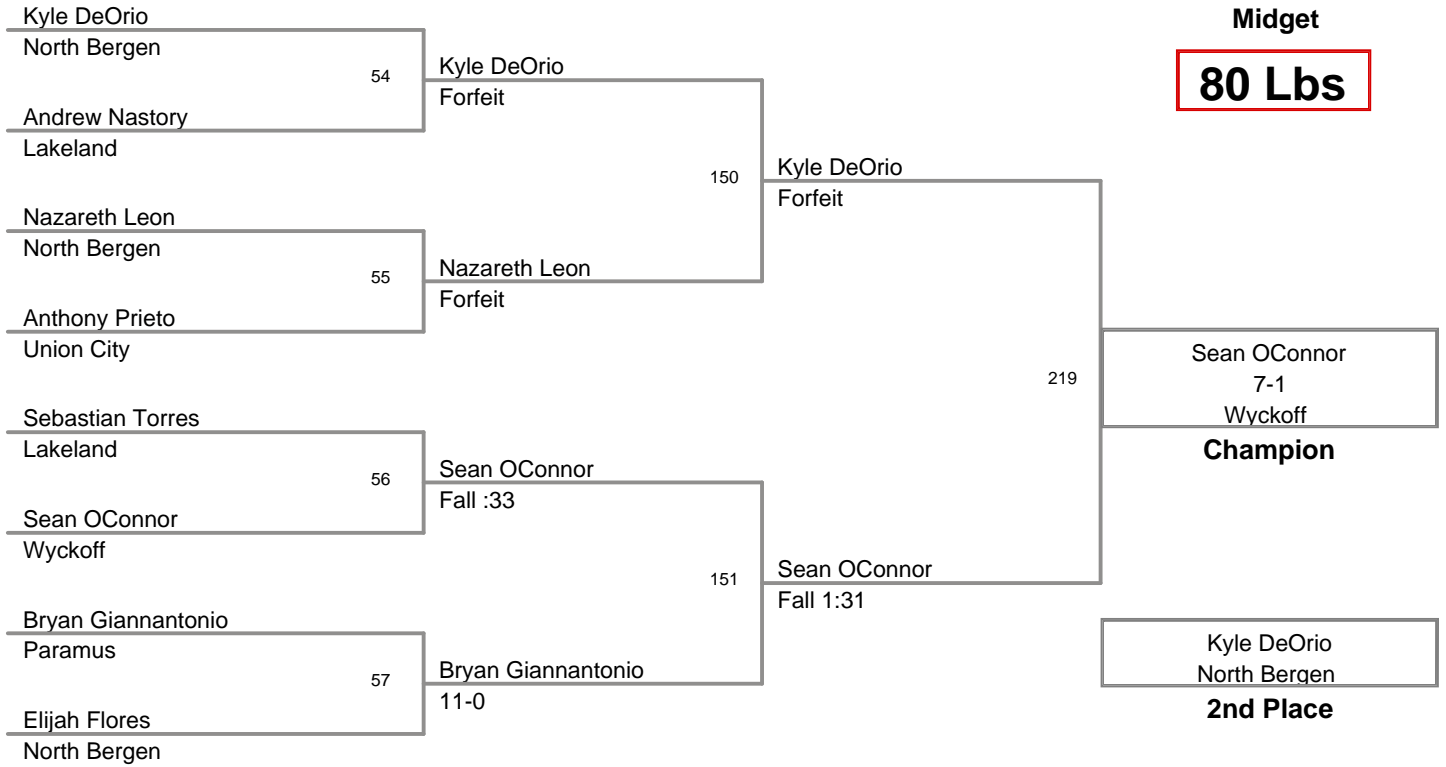 Kyle DeOrio
North Bergen
54
Andrew Nastory
Lakeland
Nazareth Leon
North Bergen
55
Anthony Prieto
Union City
Sebastian Torres
Lakeland
56
Sean OConnor
Wyckoff
Bryan Giannantonio
Paramus
57
Elijah Flores
North Bergen
Kyle DeOrio
Forfeit
150
Nazareth Leon
Forfeit
Sean OConnor
Fall :33
151
Bryan Giannantonio
11-0
Kyle DeOrio
Forfeit
219
Sean OConnor
Fall 1:31
Midget
80 Lbs
Sean OConnor
7-1
Wyckoff
Champion
Kyle DeOrio
North Bergen
2nd Place